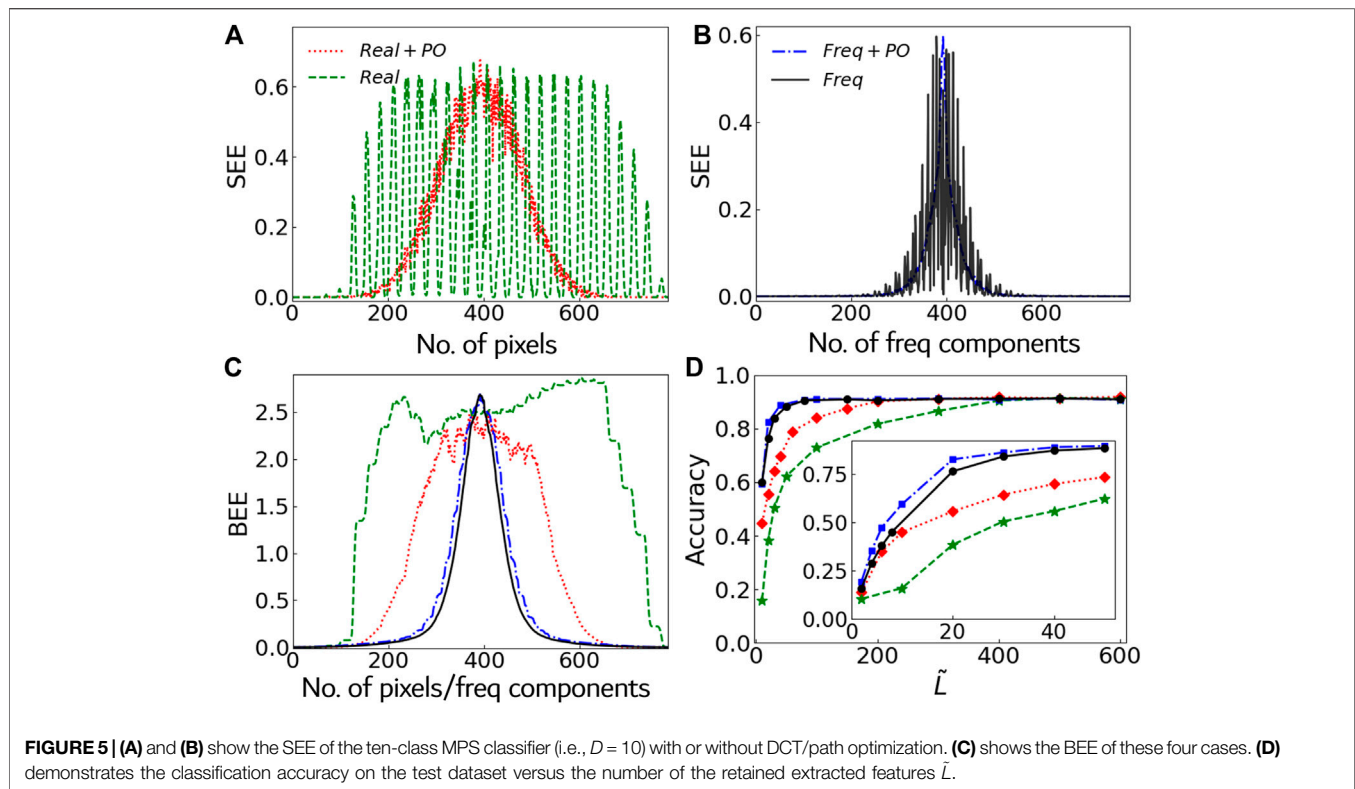 A
Real + PO
Real
SEE
0.6
0.4
0.2
0.0
200 400 600
No. of pixels
B
Freq + PO
Freq
SEE
0.6
0.4
0.2
0.0
0 200 400 600
No. of freq components
C
BEE
2.5
2.0
1.5
1.0
0.5
0.0
0 200 400 600
No. of pixels/freq components
D
Accuracy
1.0
0.8
0.6
0.4
0.2
0.0
0 200 400 600
L̃
0.75
0.50
0.25
0.00
0 20 40
FIGURE 5 | (A) and (B) show the SEE of the ten-class MPS classifier (i.e., D = 10) with or without DCT/path optimization. (C) shows the BEE of these four cases. (D)
demonstrates the classification accuracy on the test dataset versus the number of the retained extracted features L̃.